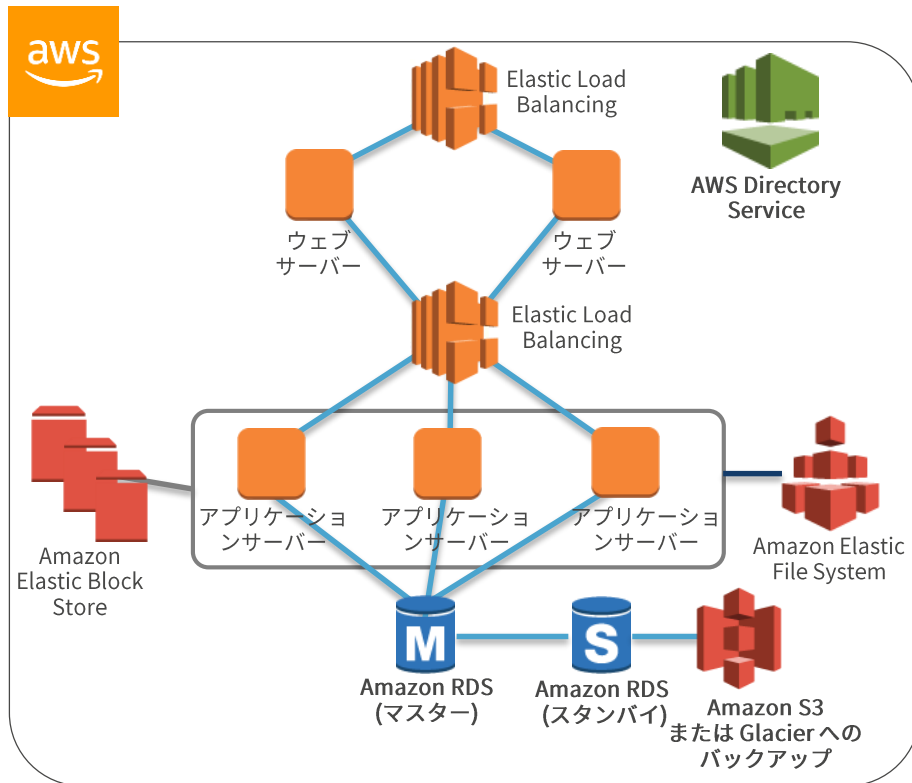 aws
Elastic Load
Balancing
AWS Directory
Service
ウェブ
サーバー
ウェブ
サーバー
Elastic Load
Balancing
アプリケーショ
ンサーバー
アプリケーショ
ンサーバー
アプリケーショ
ンサーバー
Amazon
Elastic Block
Store
Amazon Elastic
File System
M
S
Amazon RDS
(マスター)
Amazon RDS
(スタンバイ)
Amazon S3
または Glacier への
バックアップ